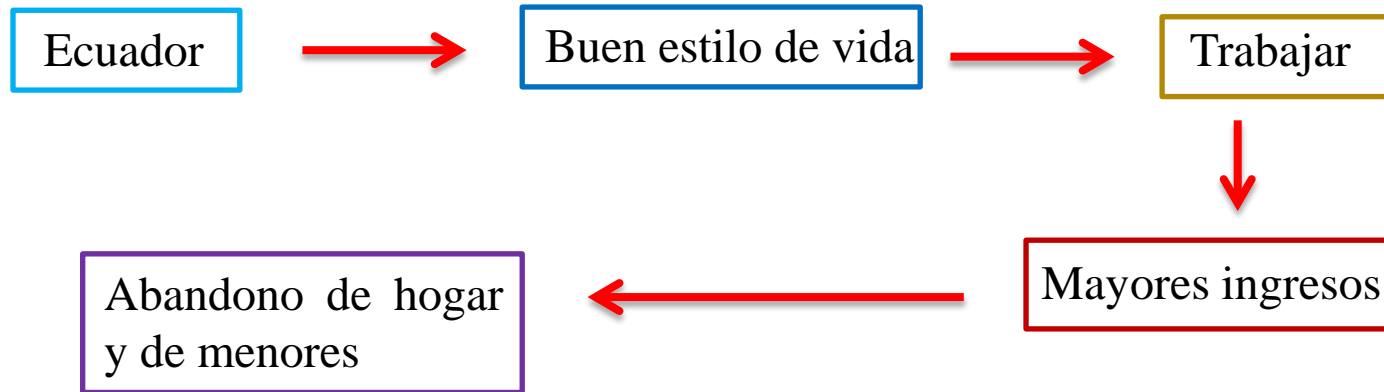 Ecuador
Buen estilo de vida
Trabajar
Mayores ingresos
Abandono de hogar
y de menores